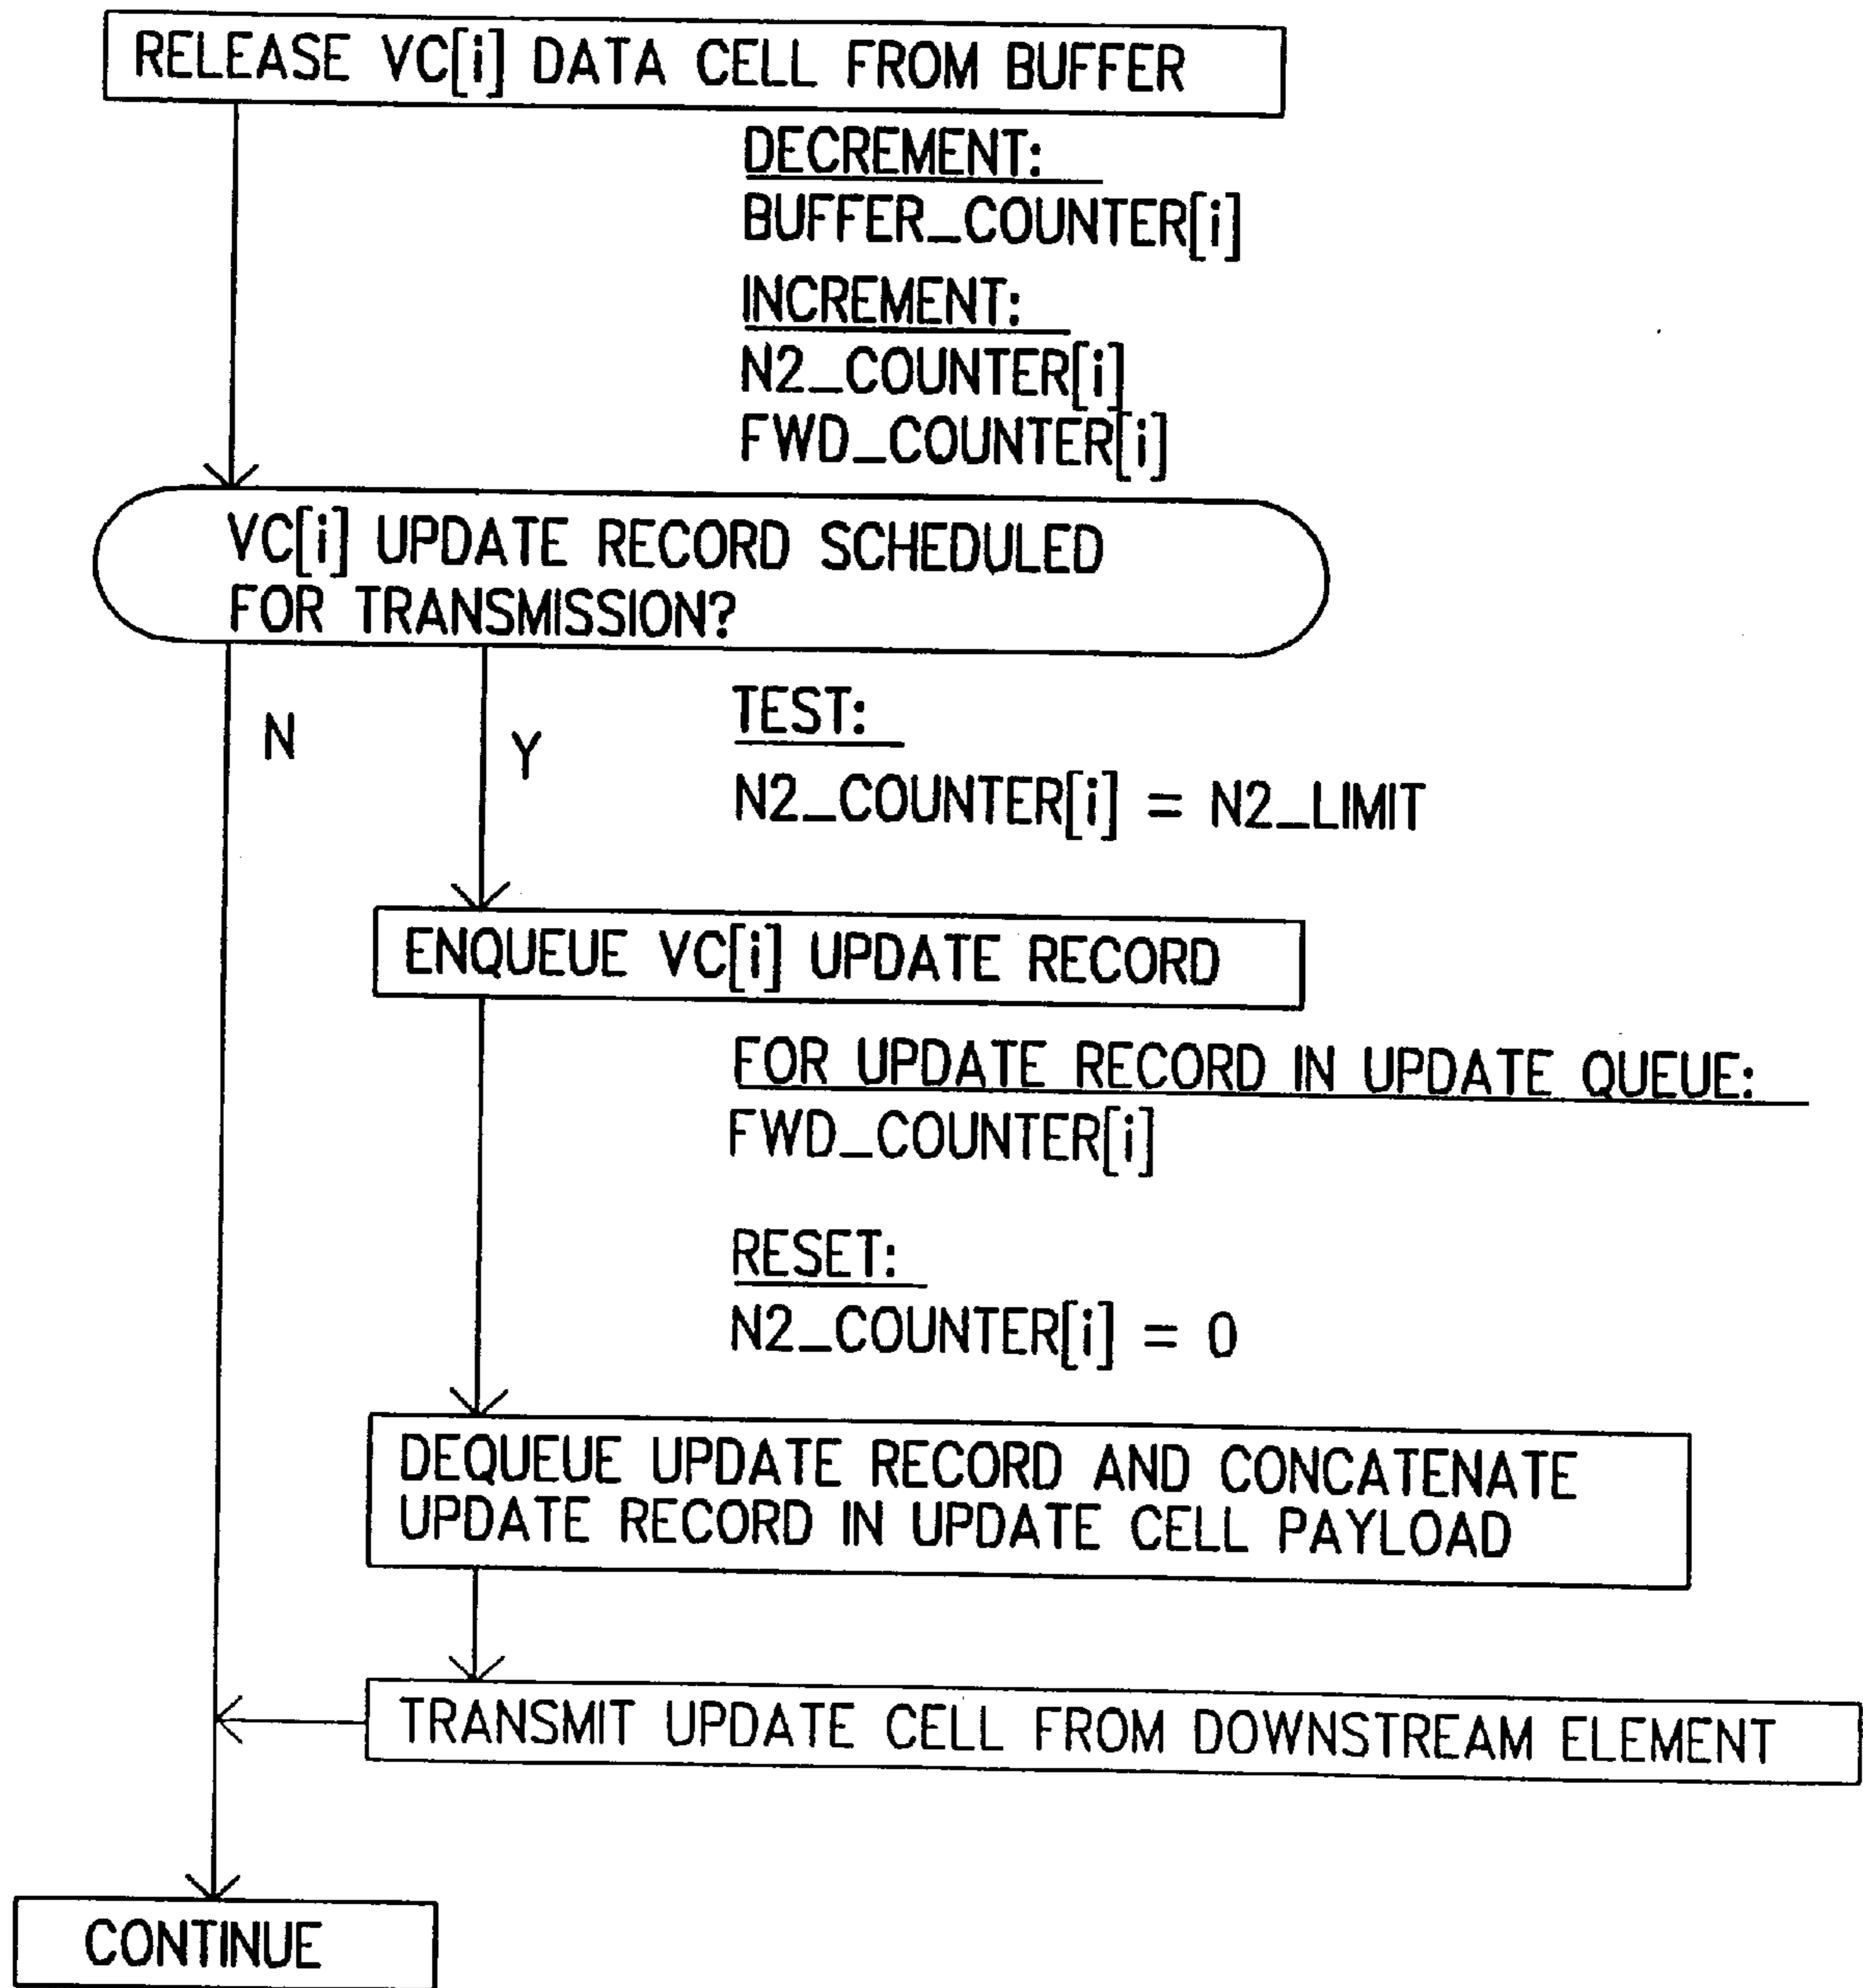 RELEASE VC[i] DATA CELL FROM BUFFER
DECREMENT:
BUFFER_COUNTER[i]
INCREMENT:
N2_COUNTER[i]
FWD_COUNTER[i]
VC[i] UPDATE RECORD SCHEDULED
FOR TRANSMISSION?
N
Y
TEST:
N2_COUNTER[i] = N2_LIMIT
ENQUEUE VC[i] UPDATE RECORD
FOR UPDATE RECORD IN UPDATE QUEUE:
FWD_COUNTER[i]
RESET:
N2_COUNTER[i] = 0
DEQUEUE UPDATE RECORD AND CONCATENATE
UPDATE RECORD IN UPDATE CELL PAYLOAD
TRANSMIT UPDATE CELL FROM DOWNSTREAM ELEMENT
CONTINUE